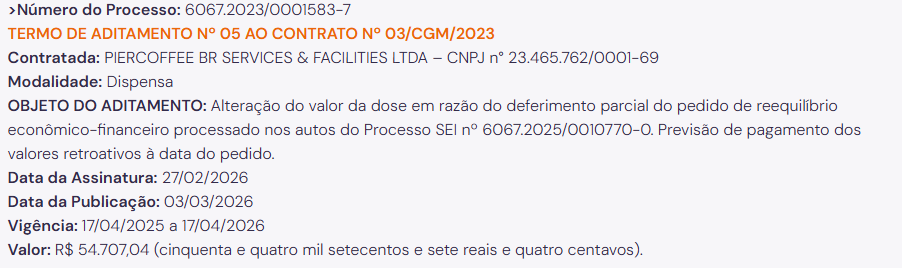 >Número do Processo: 6067.2023/0001583-7
TERMO DE ADITAMENTO Nº 05 AO CONTRATO Nº 03/CGM/2023
Contratada: PIERCOFFEE BR SERVICES & FACILITIES LTDA – CNPJ n° 23.465.762/0001-69
Modalidade: Dispensa
OBJETO DO ADITAMENTO: Alteração do valor da dose em razão do deferimento parcial do pedido de reequilíbrio
econômico-financeiro processado nos autos do Processo SEI nº 6067.2025/0010770-0. Previsão de pagamento dos
valores retroativos à data do pedido.
Data da Assinatura: 27/02/2026
Data da Publicação: 03/03/2026
Vigência: 17/04/2025 a 17/04/2026
Valor: R$ 54.707,04 (cinquenta e quatro mil setecentos e sete reais e quatro centavos).